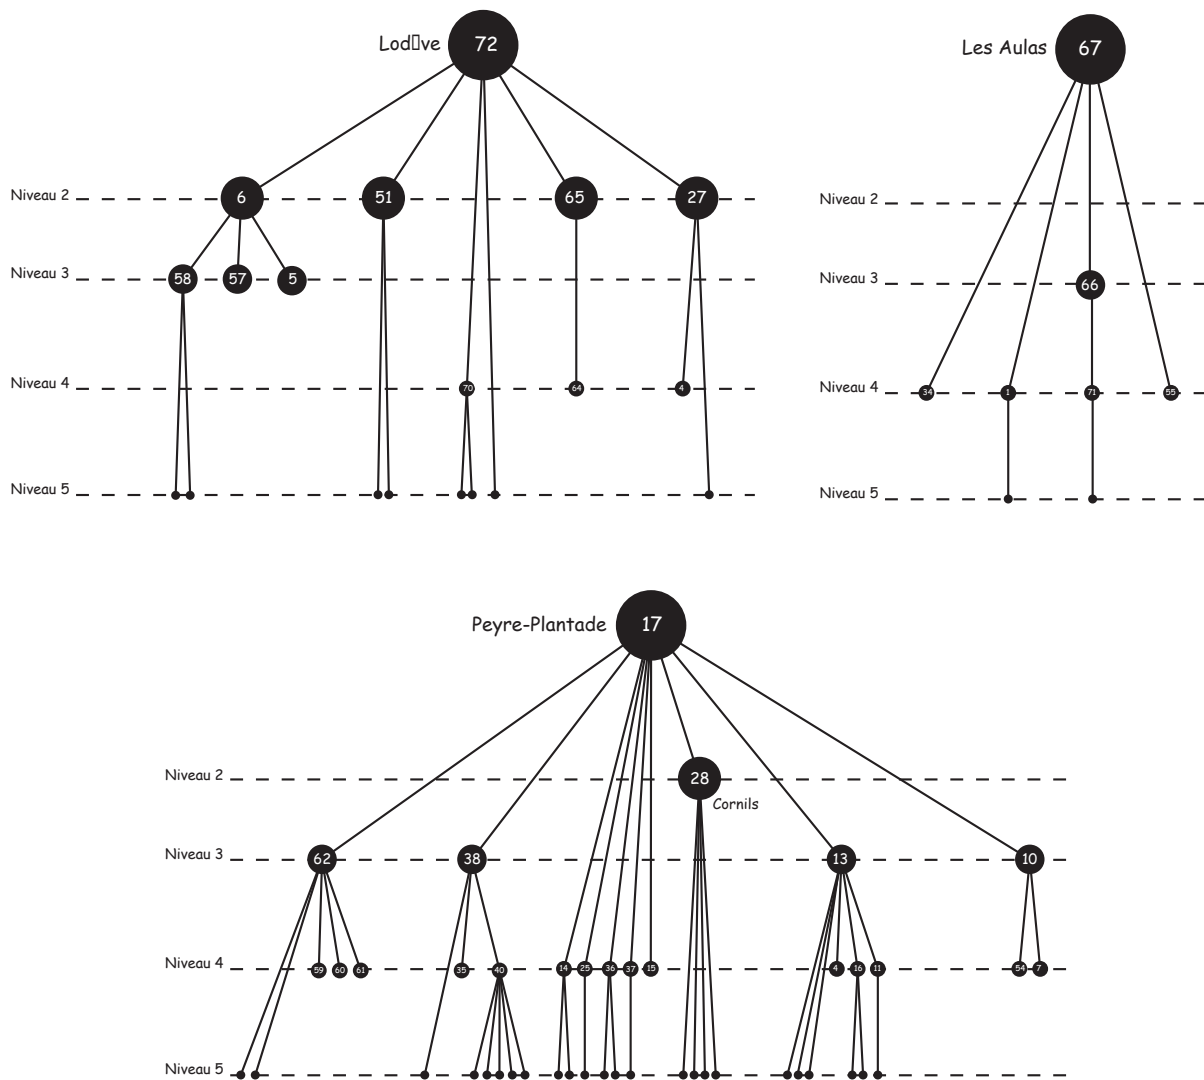 Lod▯ve 72
Les Aulas 67
Niveau 2 6 51 65 27
Niveau 2
Niveau 3 58 57 5
Niveau 3 66
Niveau 4 70 64 4
Niveau 4 34 1 71 55
Niveau 5
Niveau 5
Peyre-Plantade 17
Niveau 2 28
Cornils
Niveau 3 62 38 13 10
Niveau 4 59 60 61 35 40 14 25 36 37 15 4 16 11 54 7
Niveau 5